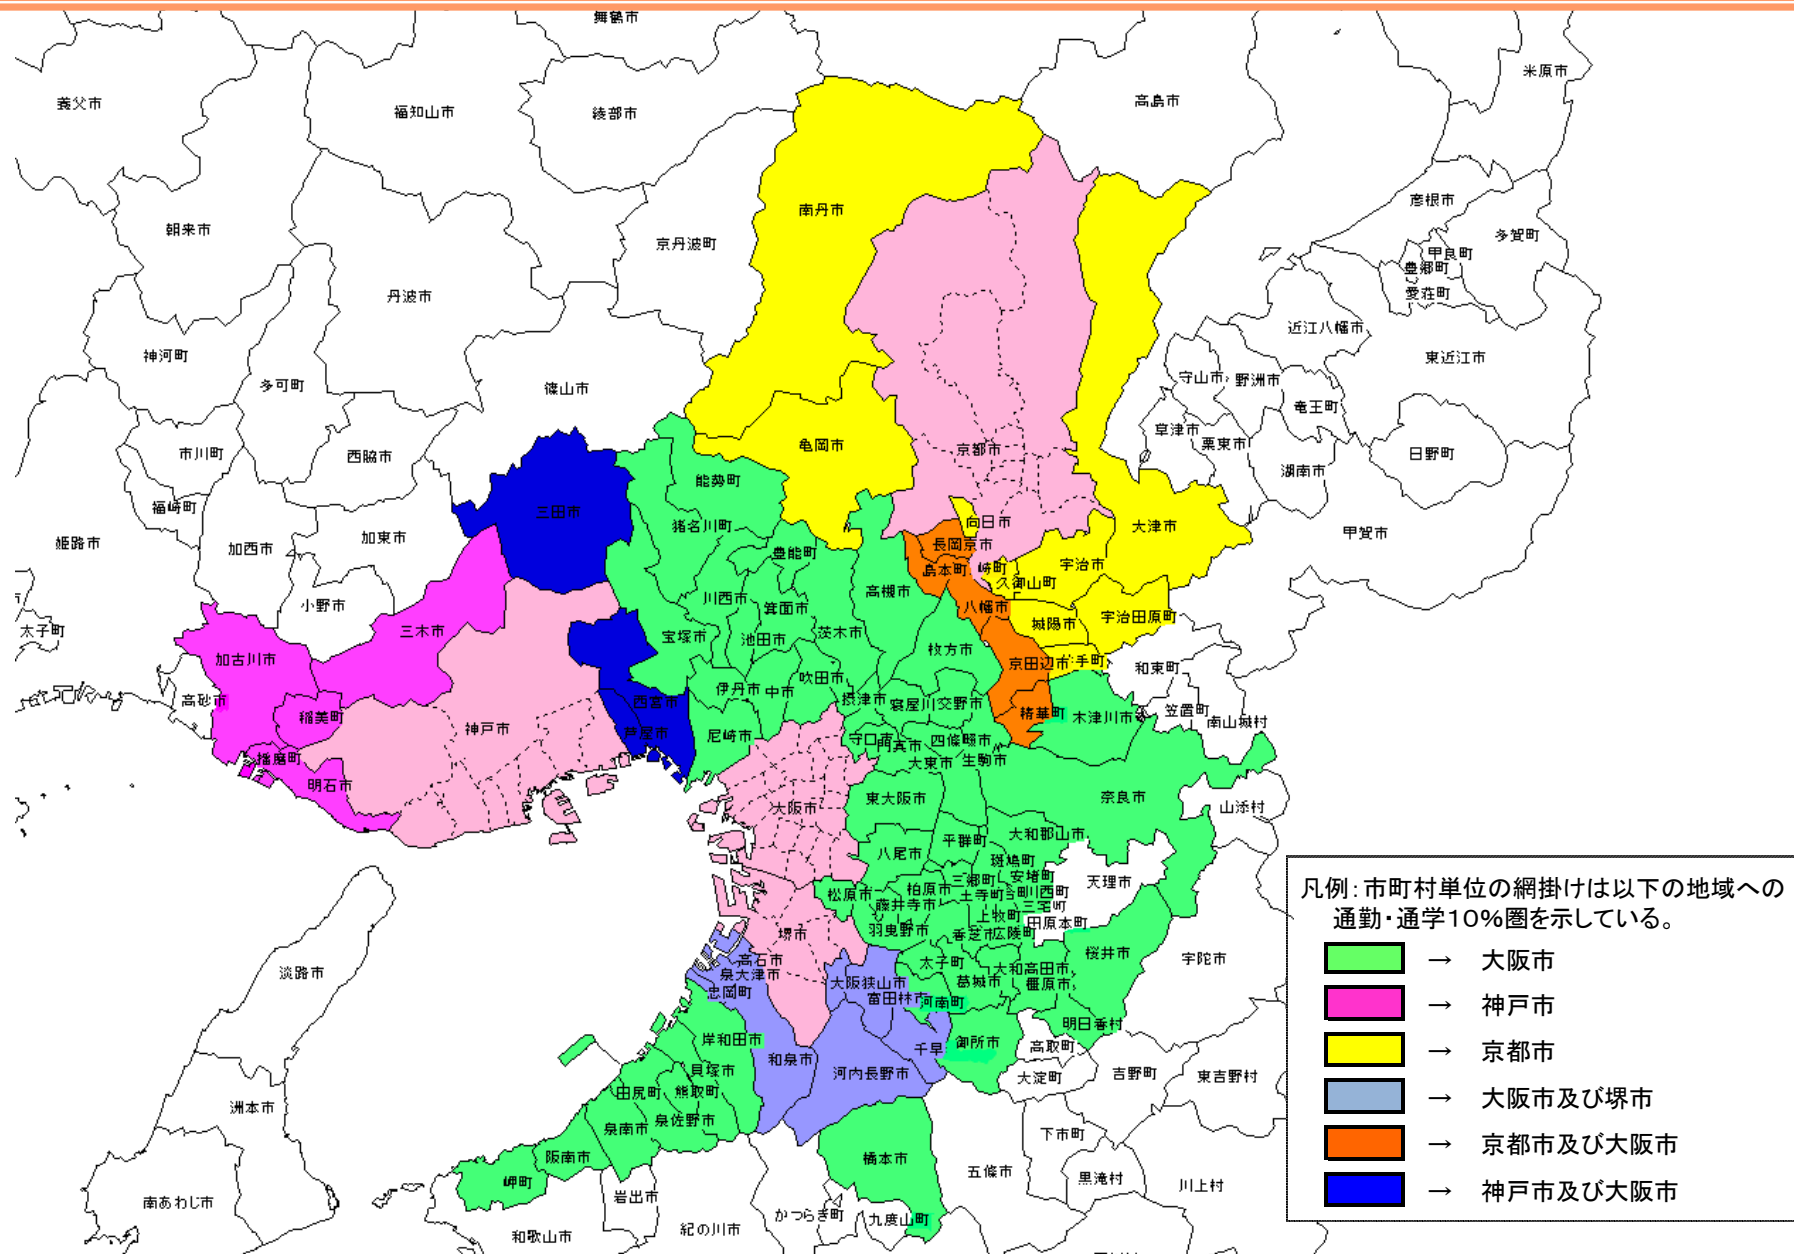 舞鶴市
米原市
養父市
福知山市
綾部市
高島市
彦根市
南丹市
多賀町
朝来市
京丹波町
甲良町
豊郷町
愛荘町
丹波市
近江八幡市
神河町
東近江市
多可町
篠山市
守山市
野洲市
竜王町
草津市
栗東市
亀岡市
京都市
日野町
市川町
西脇市
湖南市
能勢町
福崎町
三田市
猪名川町
向日市
大津市
甲賀市
姫路市
加西市
加東市
長岡京市
豊能町
島本町
崎町
宇治市
久御山町
小野市
川西市
箕面市
高槻市
八幡市
宇治田原町
太子町
三木市
宝塚市
池田市
茨木市
城陽市
加古川市
枚方市
京田辺市
手町
和東町
高砂市
伊丹市
中市
吹田市
摂津市
寝屋川
交野市
西宮市
稲美町
精華町
木津川市
笠置町
南山城村
神戸市
芦屋市
尼崎市
守口市
門真市
四條畷市
播磨町
大東市
生駒市
明石市
東大阪市
奈良市
大阪市
山添村
平群町
大和郡山市
八尾市
斑鳩町
安堵町
天理市
松原市
柏原市
三郷町
川西町
藤井寺市
三宅町
上牧町
田原本町
羽曳野市
香芝市
広陵町
堺市
桜井市
宇陀市
高石市
太子町
大和高田市
淡路市
泉大津市
大阪狭山市
葛城市
橿原市
忠岡町
富田林市
河南町
明日香村
岸和田市
御所市
高取町
千早
和泉市
貝塚市
河内長野市
大淀町
吉野町
東吉野村
田尻町
熊取町
洲本市
泉南市
泉佐野市
下市町
阪南市
橋本市
五條市
黒滝村
川上村
岬町
岩出市
南あわじ市
かつらぎ町
九度山町
和歌山市
紀の川市
凡例:市町村単位の網掛けは以下の地域への
通勤・通学10%圏を示している。
→ 大阪市
→ 神戸市
→ 京都市
→ 大阪市及び堺市
→ 京都市及び大阪市
→ 神戸市及び大阪市